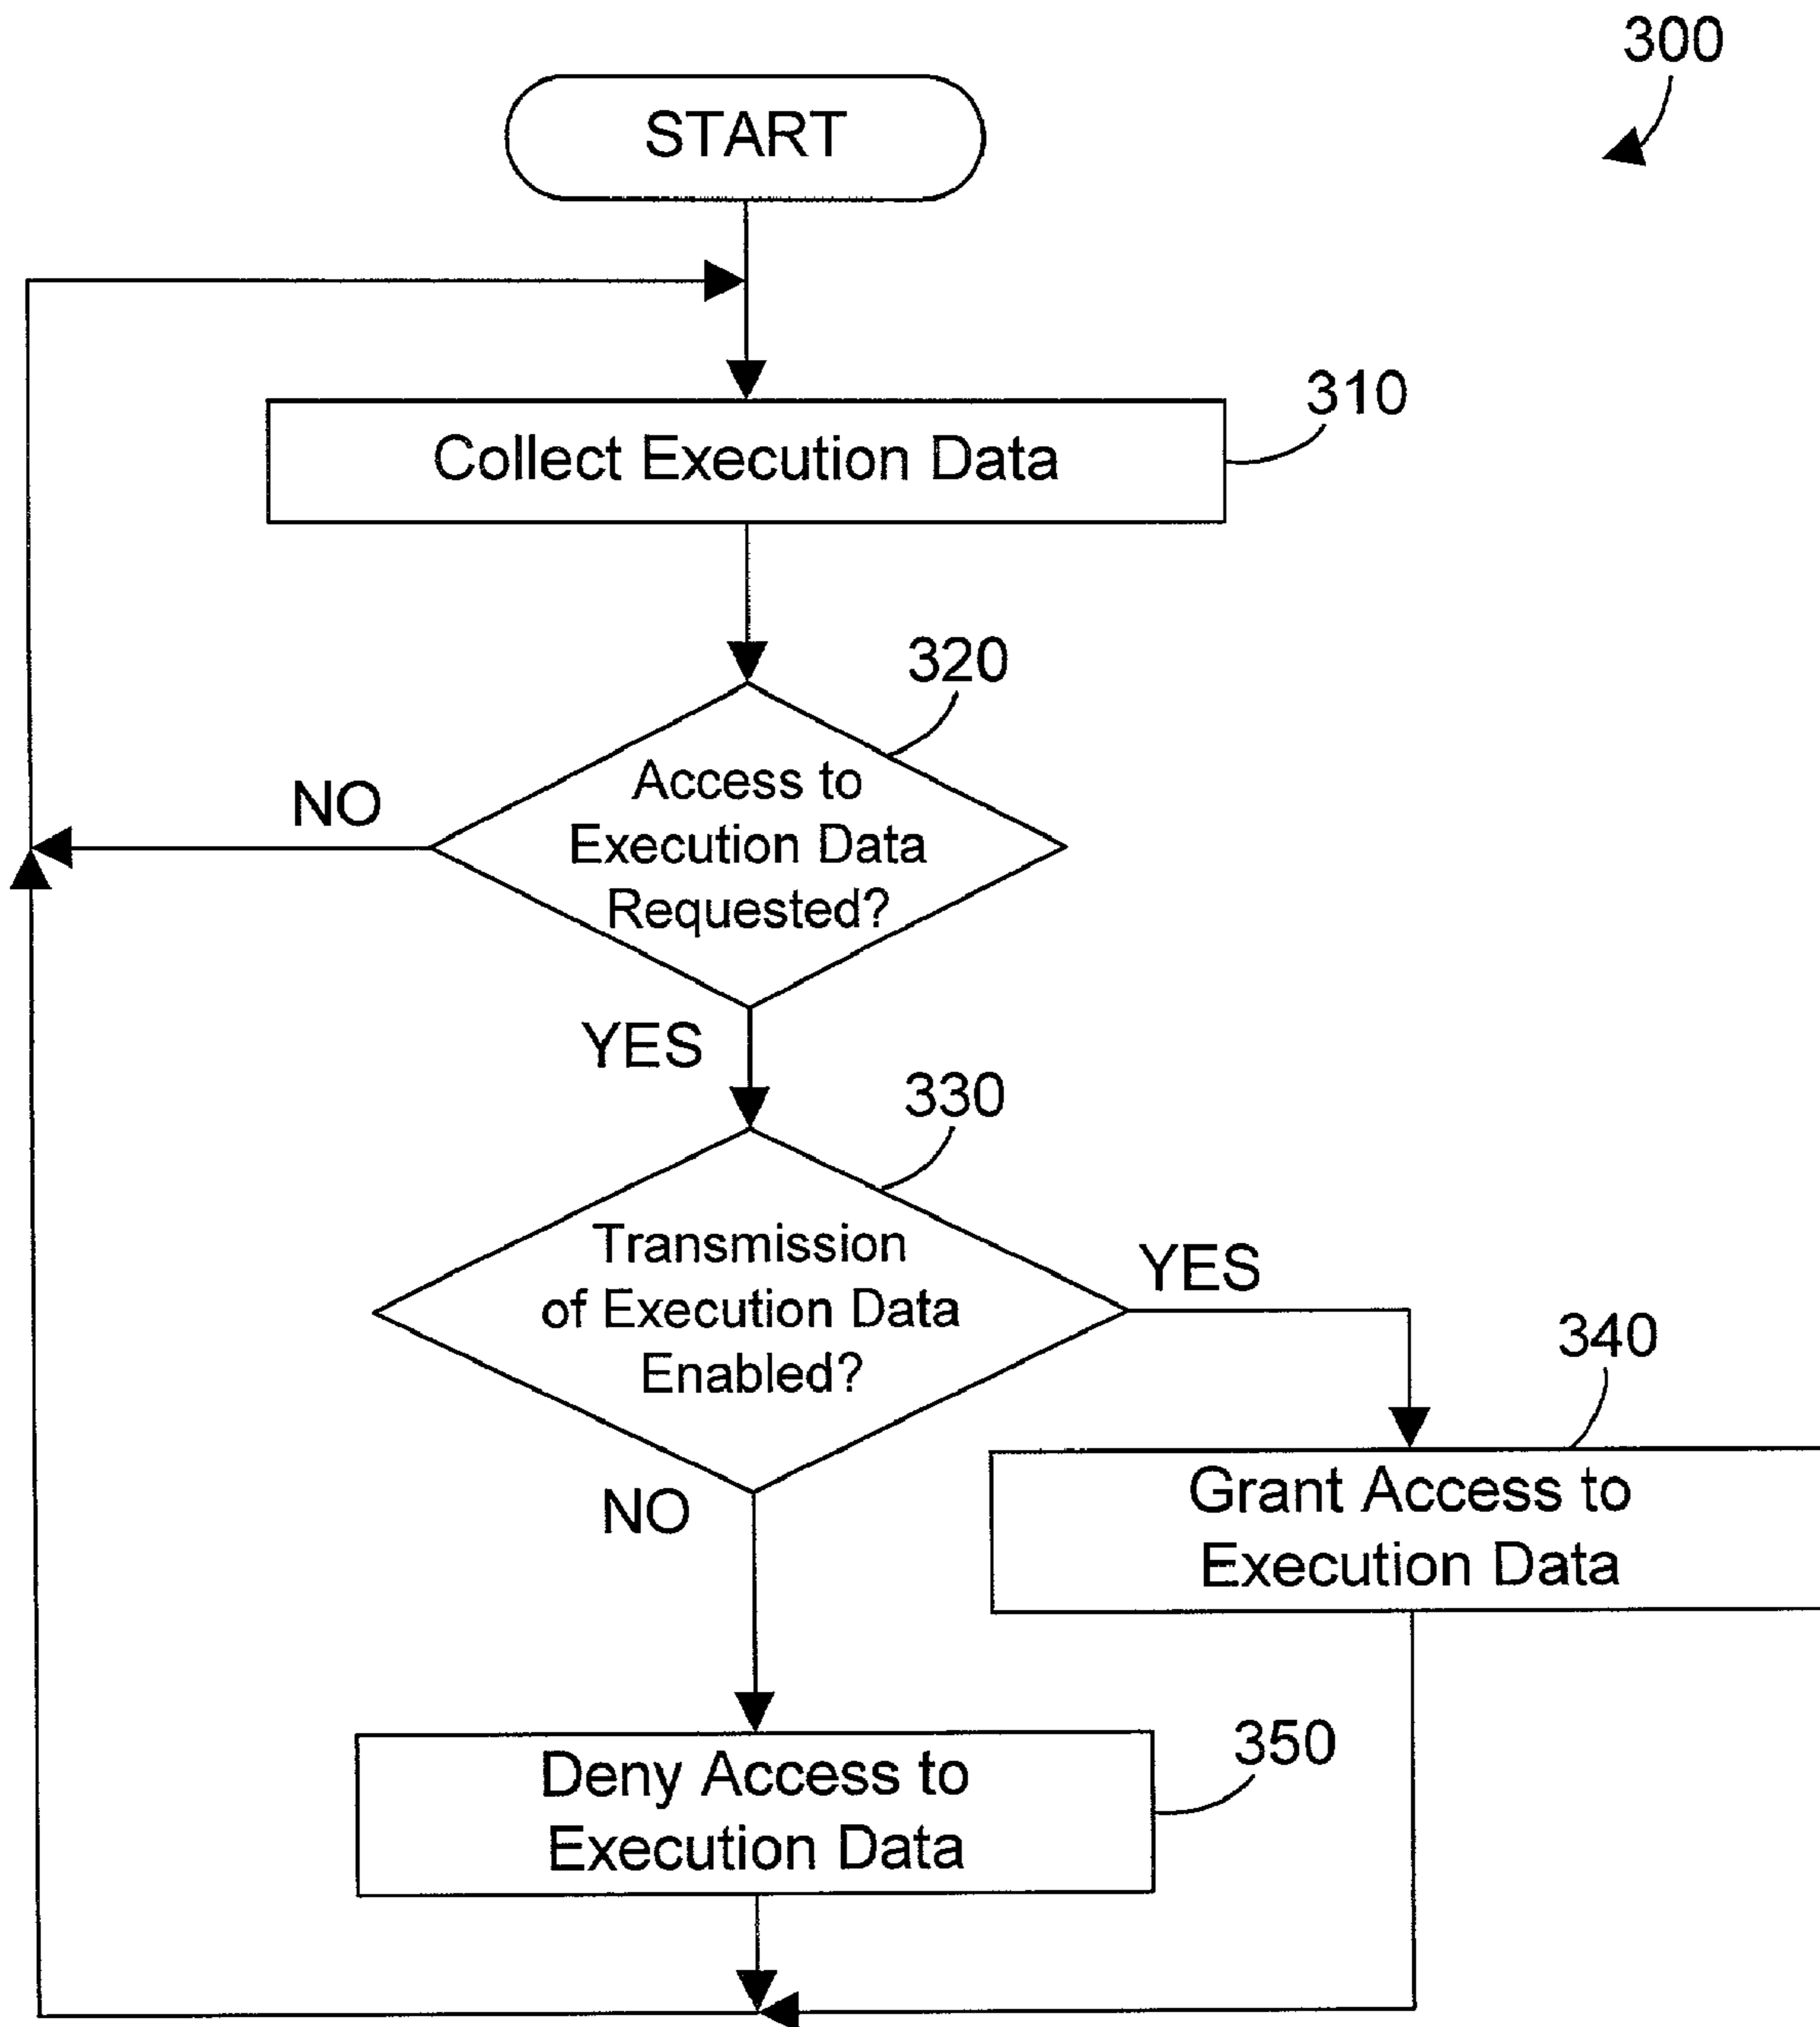 300
START
310
Collect Execution Data
320
Access to
Execution Data
Requested?
NO
YES
330
Transmission
of Execution Data
Enabled?
YES
340
Grant Access to
Execution Data
NO
350
Deny Access to
Execution Data